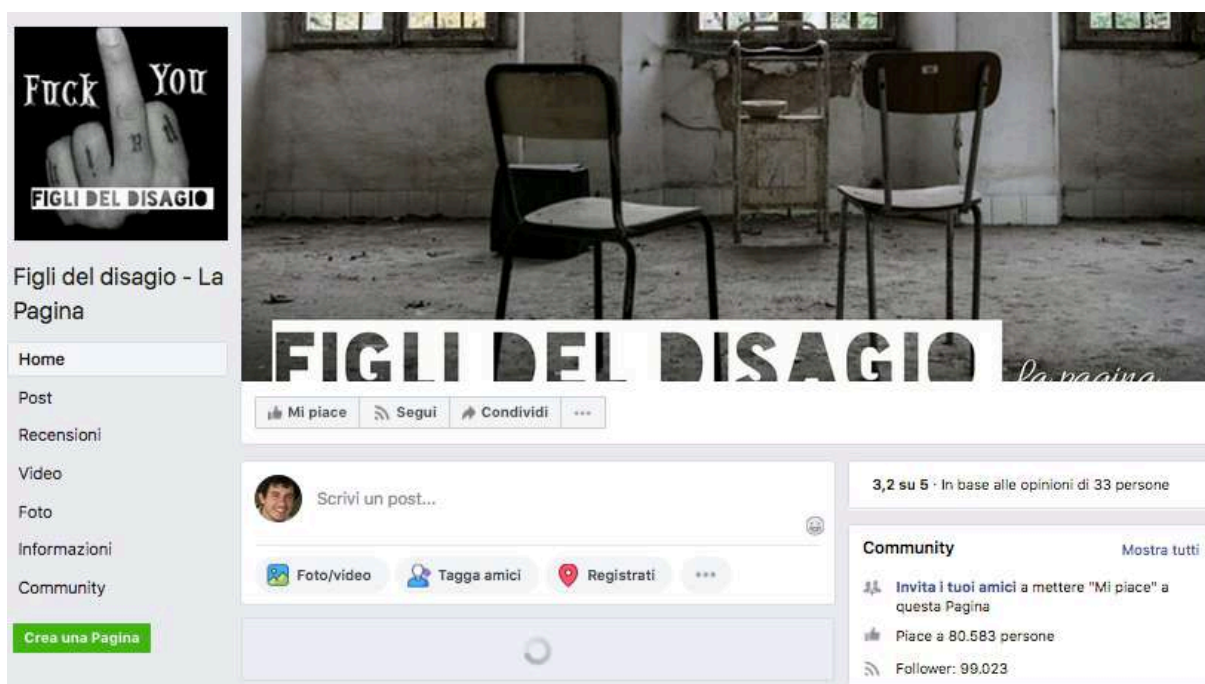 Fuck You
FIGLI DEL DISAGIO
Figli del disagio - La
Pagina
Home
Post
Recensioni
Video
Foto
Informazioni
Community
Crea una Pagina
FIGLI DEL DISAGIO la pagina
Mi piace
Segui
Condividi
Scrivi un post...
Foto/video
Tagga amici
Registrati
3,2 su 5 · In base alle opinioni di 33 persone
Community
Mostra tutti
Invita i tuoi amici a mettere "Mi piace" a
questa Pagina
Piace a 80.583 persone
Follower: 99.023